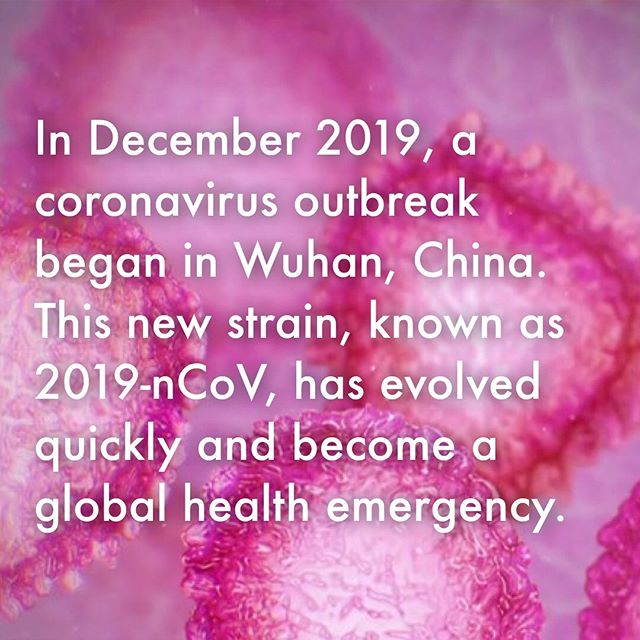 In December 2019, a
coronavirus outbreak
began in Wuhan, China.
This new strain, known as
2019-nCoV, has evolved
quickly and become a
global health emergency.